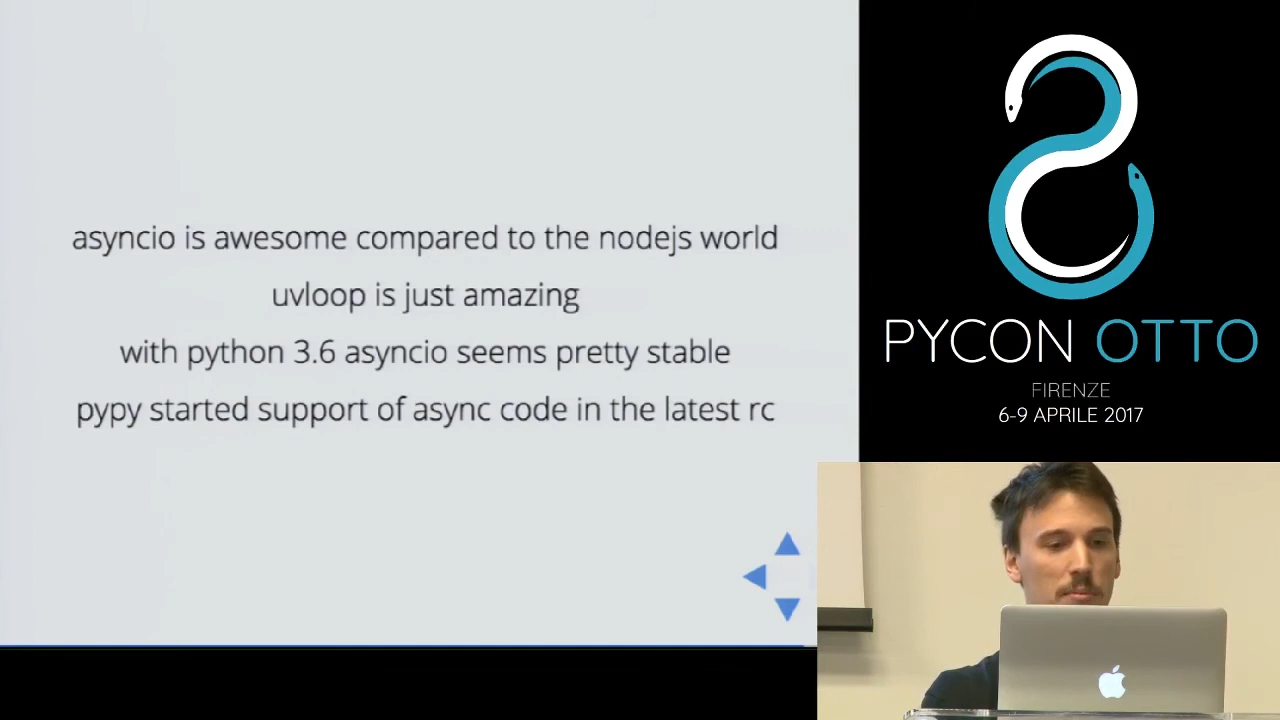 asyncio is awesome compared to the nodejs world
uvloop is just amazing
with python 3.6 asyncio seems pretty stable
pypy started support of async code in the latest rc
PYCON OTTO
FIRENZE
6-9 APRILE 2017